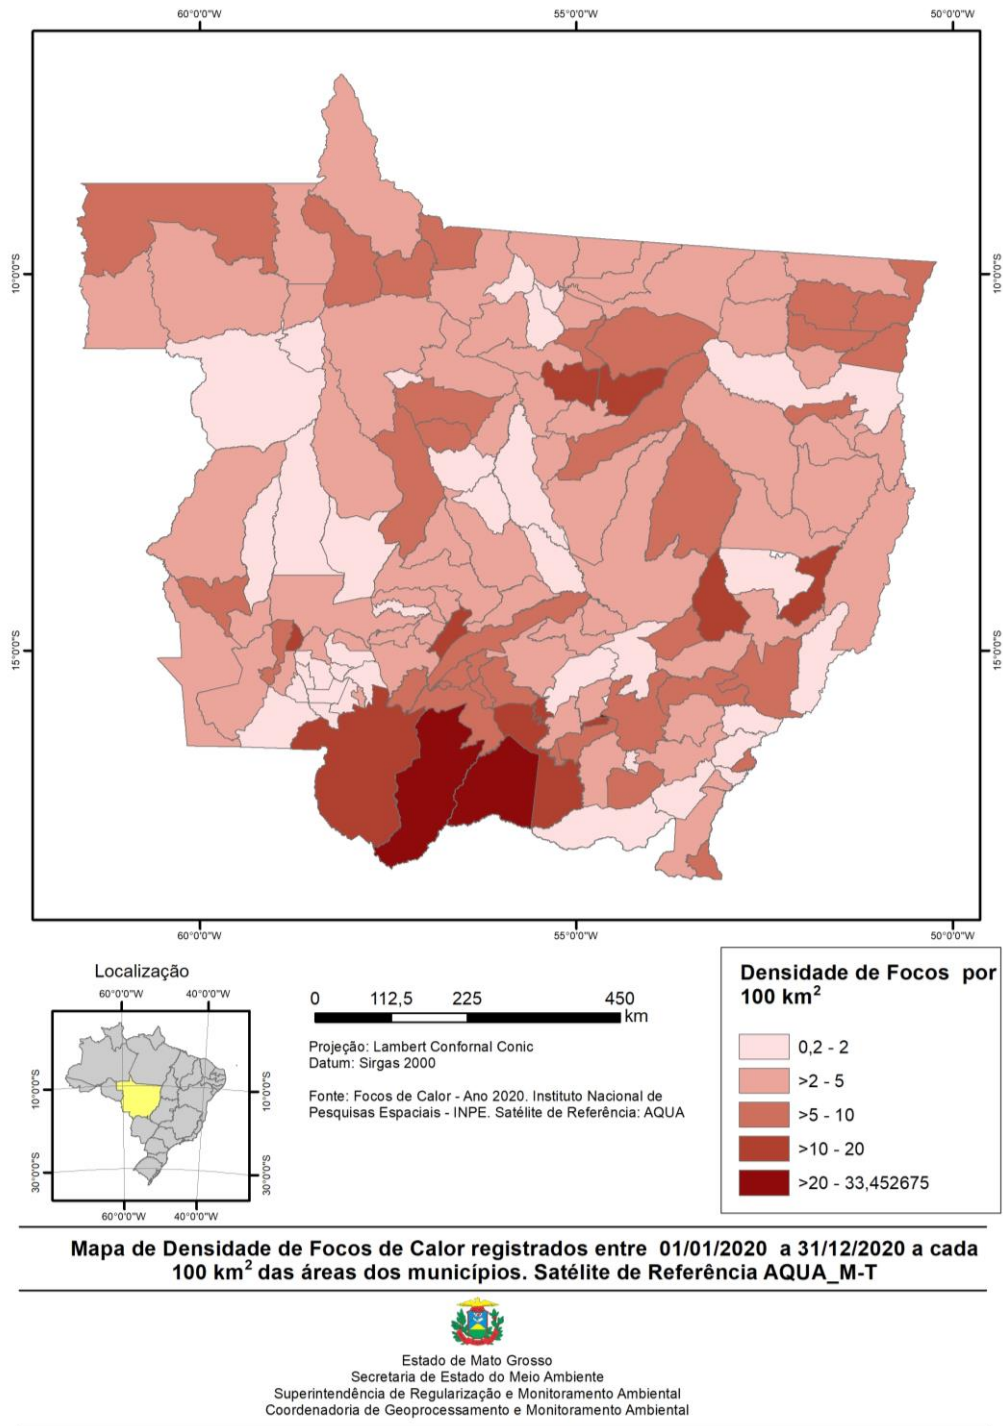 60°0'0"W
55°0'0"W
50°0'0"W
10°0'0"S
10°0'0"S
15°0'0"S
15°0'0"S
60°0'0"W
55°0'0"W
50°0'0"W
Localização
60°0'0"W
40°0'0"W
10°0'0"S
10°0'0"S
30°0'0"S
30°0'0"S
60°0'0"W
40°0'0"W
0
112,5
225
450
km
Projeção: Lambert Confornal Conic
Datum: Sirgas 2000
Fonte: Focos de Calor - Ano 2020. Instituto Nacional de
Pesquisas Espaciais - INPE. Satélite de Referência: AQUA
Densidade de Focos por
100 km²
0,2 - 2
>2 - 5
>5 - 10
>10 - 20
>20 - 33,452675
Mapa de Densidade de Focos de Calor registrados entre 01/01/2020 a 31/12/2020 a cada
100 km² das áreas dos municípios. Satélite de Referência AQUA_M-T
Estado de Mato Grosso
Secretaria de Estado do Meio Ambiente
Superintendência de Regularização e Monitoramento Ambiental
Coordenadoria de Geoprocessamento e Monitoramento Ambiental